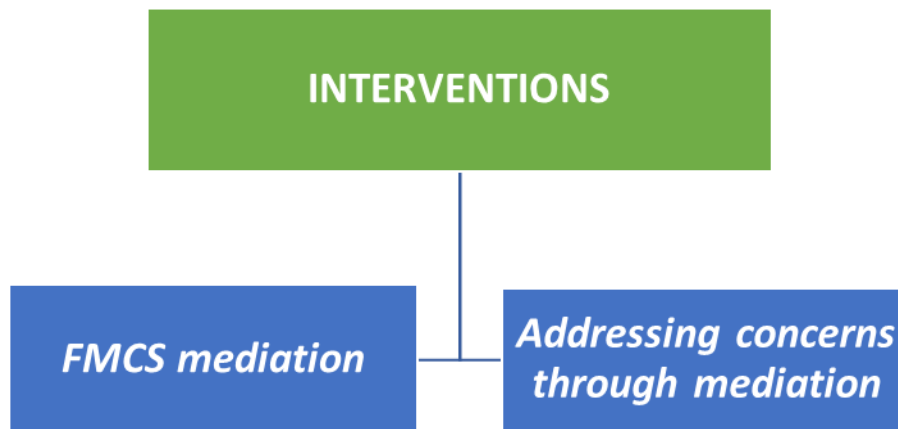 INTERVENTIONS
FMCS mediation
Addressing concerns
through mediation